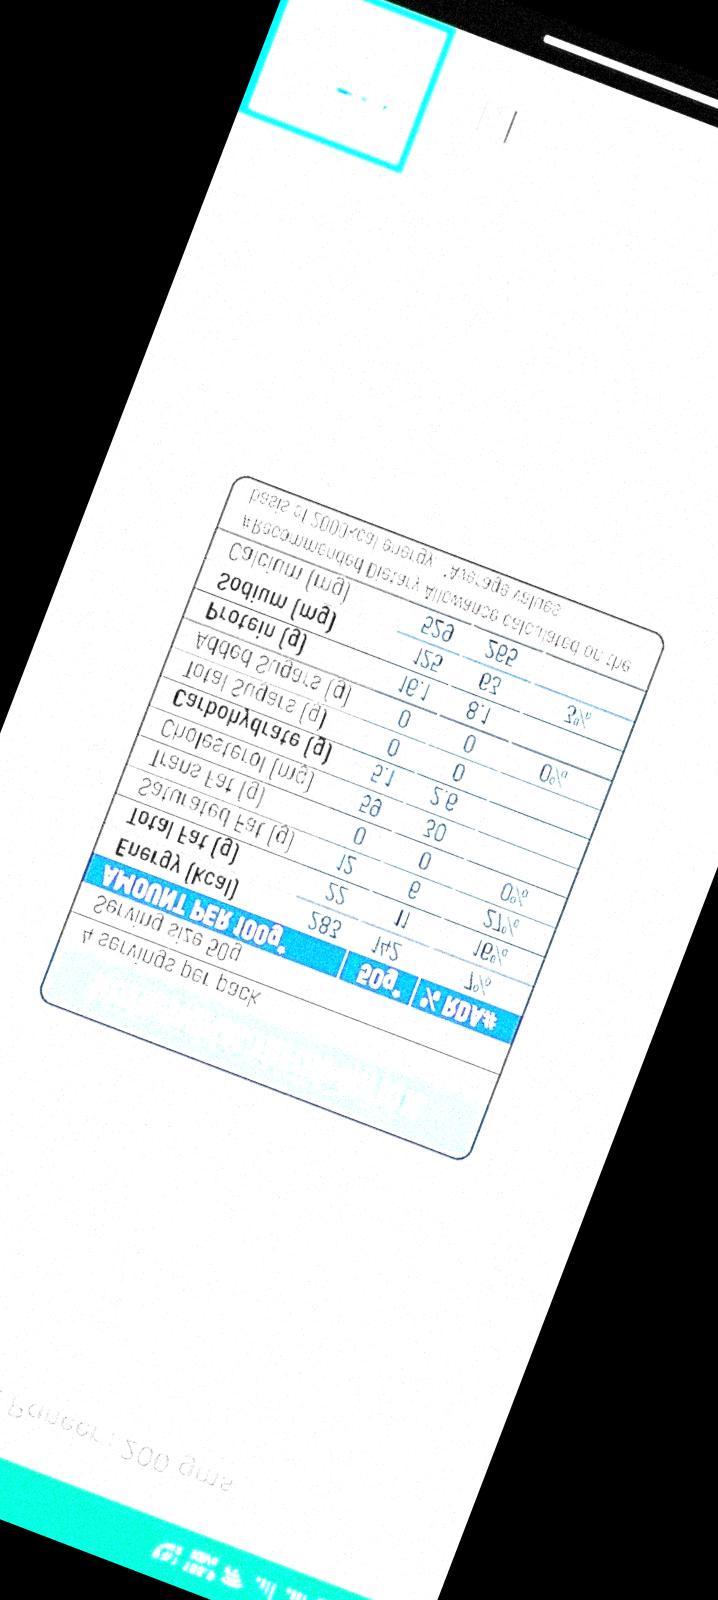 Paneer : 200 gms
4 servings per pack
Serving size 50g
AMOUNT PER 100g* 50g* % RDA#
Energy (kcal) 283 142 7%
Total Fat (g) 22 11 16%
Saturated Fat (g) 12 6 27%
Trans Fat (g) 0 0 0%
Cholesterol (mg) 59 30
Carbohydrate (g) 5.1 2.6
Total Sugars (g) 0 0
Added Sugars (g) 0 0 0%
Protein (g) 16.1 8.1
Sodium (mg) 125 63 3%
Calcium (mg) 529 265
#Recommended Dietary Allowance calculated on the
basis of 2000kcal energy. *Average values